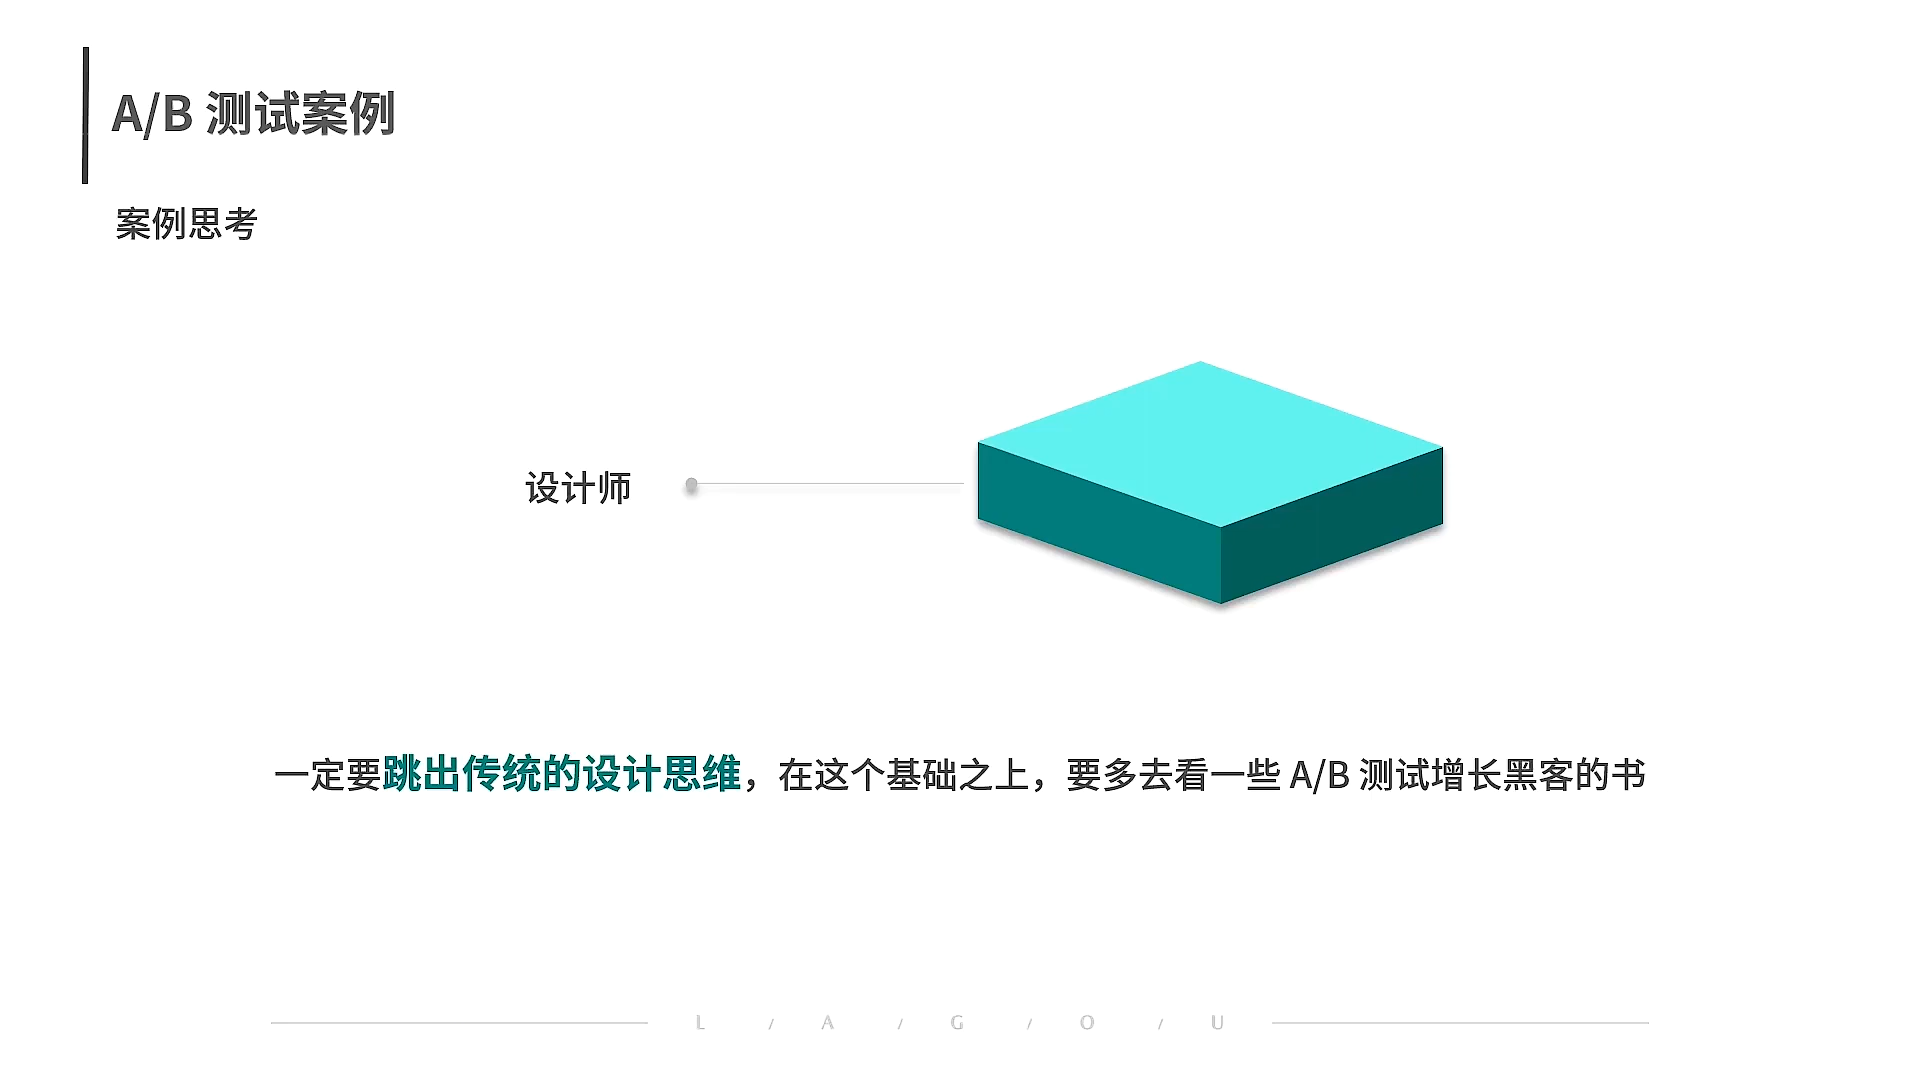 A/B 测试案例
案例思考
设计师
一定要跳出传统的设计思维，在这个基础之上，要多去看一些 A/B 测试增长黑客的书
L / A / G / O / U